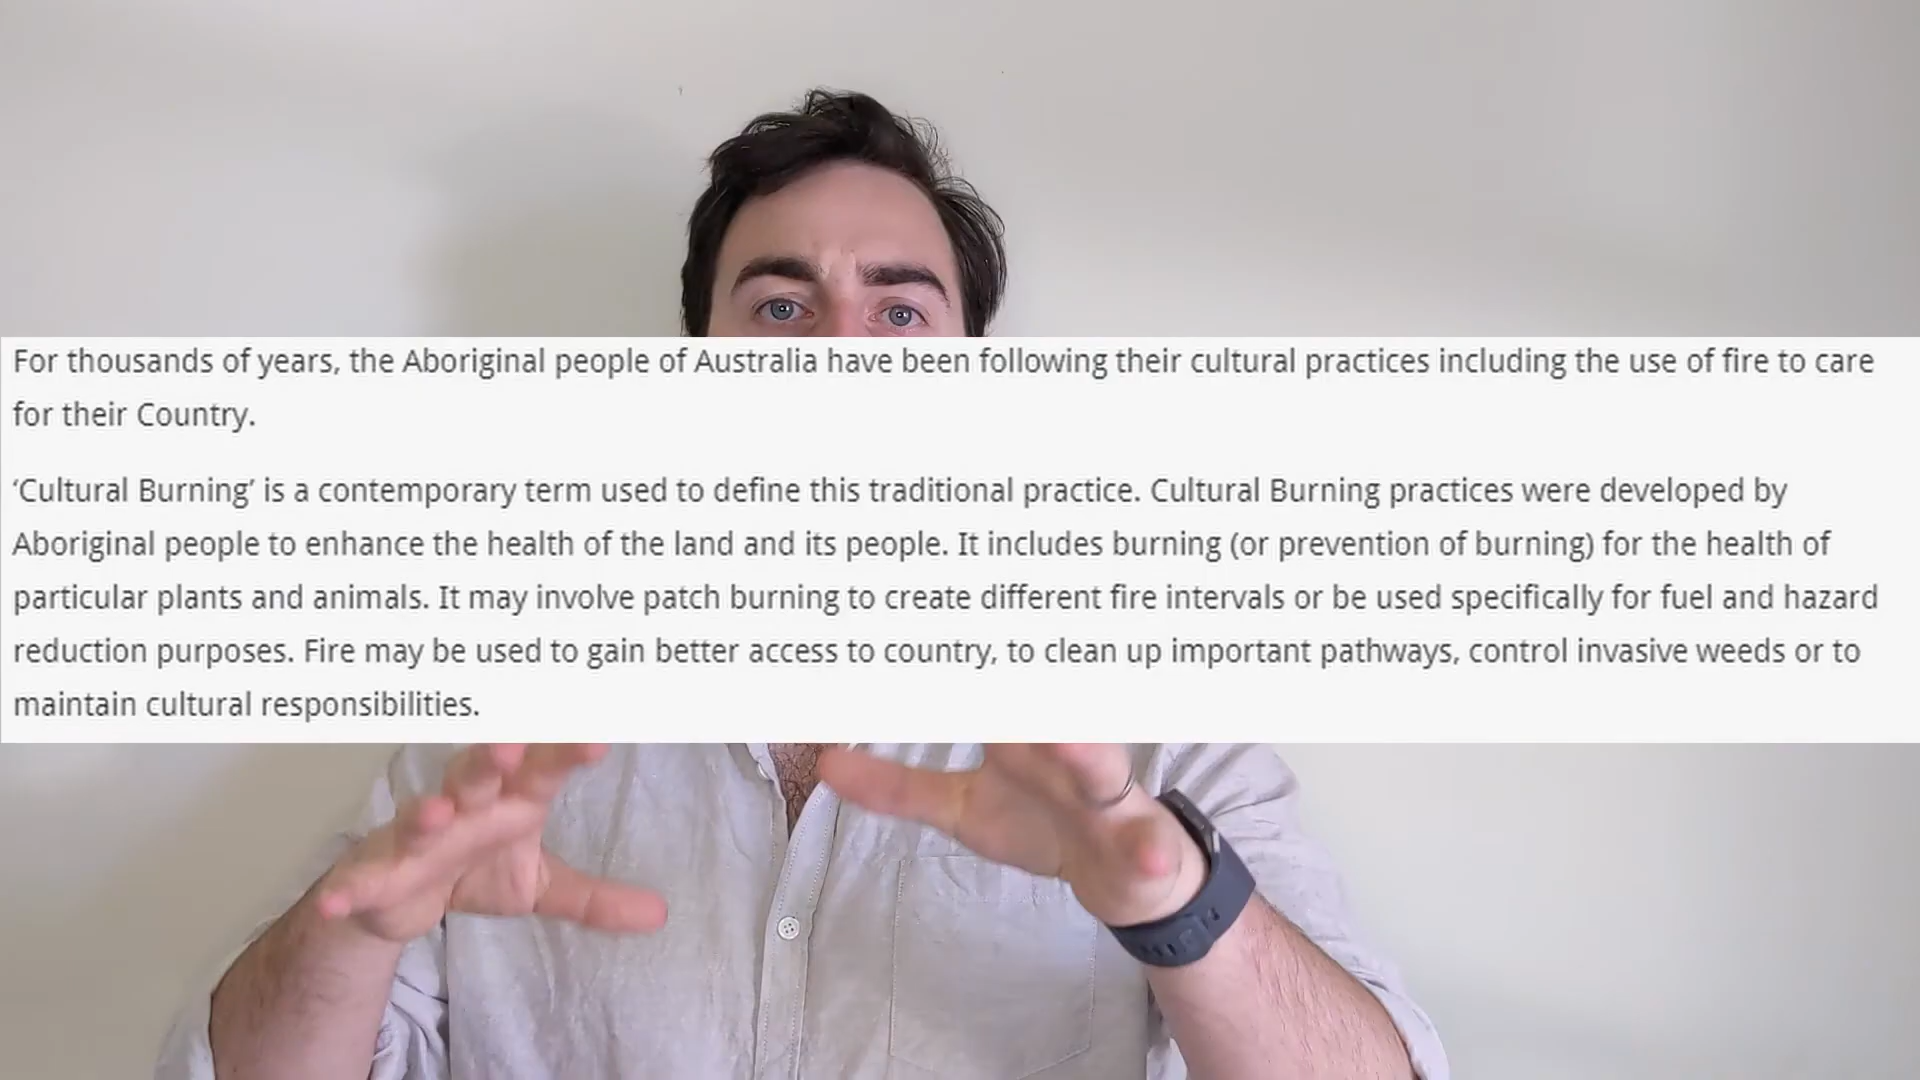 For thousands of years, the Aboriginal people of Australia have been following their cultural practices including the use of fire to care
for their Country.
‘Cultural Burning’ is a contemporary term used to define this traditional practice. Cultural Burning practices were developed by
Aboriginal people to enhance the health of the land and its people. It includes burning (or prevention of burning) for the health of
particular plants and animals. It may involve patch burning to create different fire intervals or be used specifically for fuel and hazard
reduction purposes. Fire may be used to gain better access to country, to clean up important pathways, control invasive weeds or to
maintain cultural responsibilities.